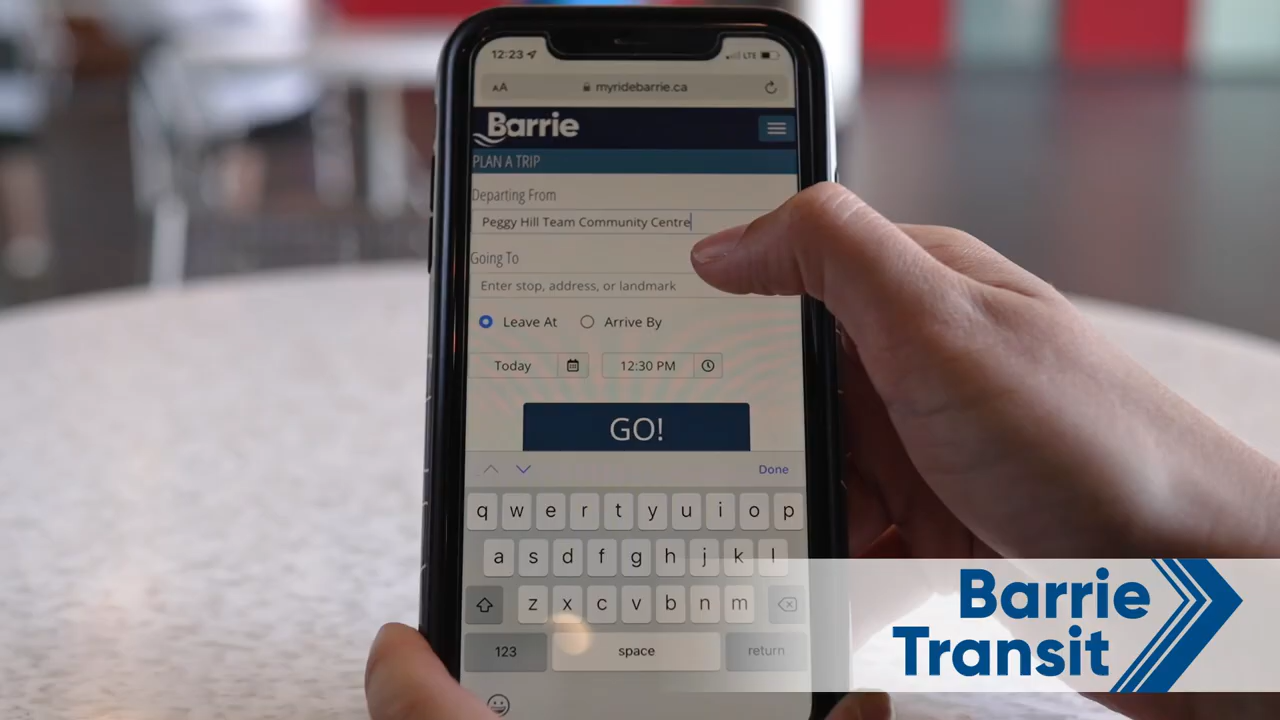 12:23 LTE
AA myridebarrie.ca
Barrie
PLAN A TRIP
Departing From
Peggy Hill Team Community Centre
Going To
Enter stop, address, or landmark
Leave At Arrive By
Today 12:30 PM
GO!
Done
q w e r t y u i o p
a s d f g h j k l
z x c v b n m
123 space return
Barrie
Transit